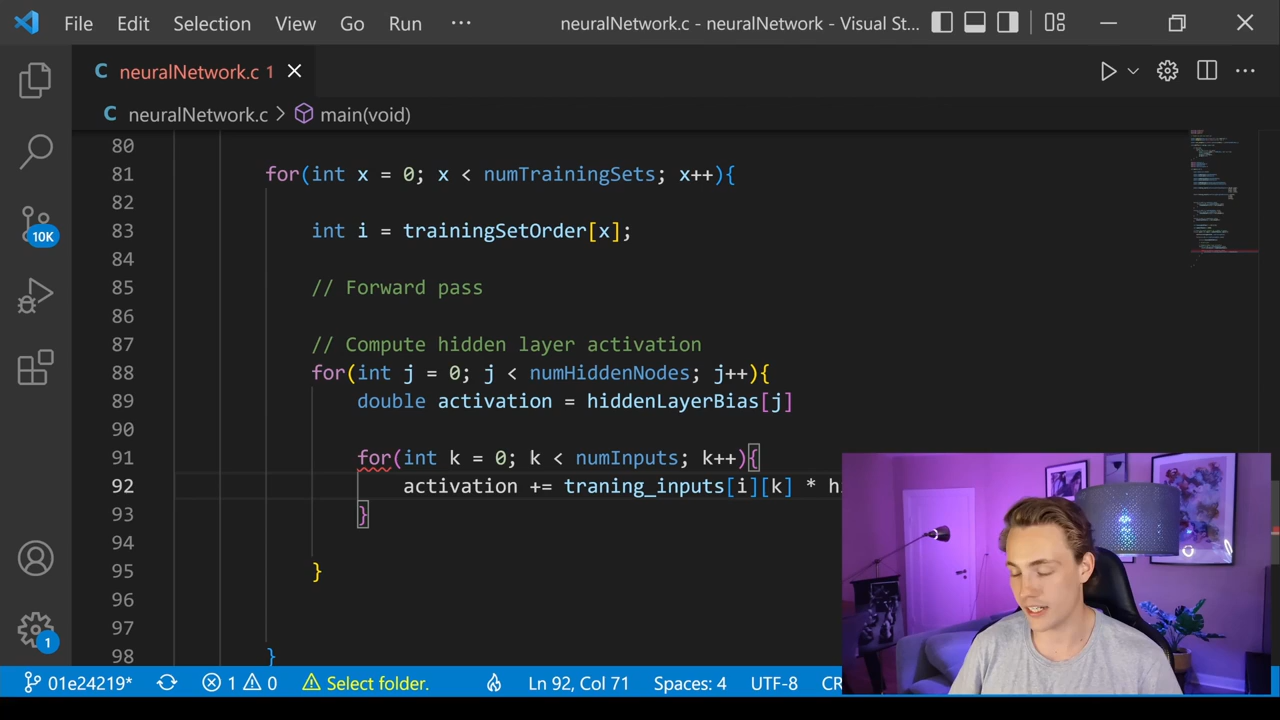 File Edit Selection View Go Run ··· neuralNetwork.c - neuralNetwork - Visual St...
C neuralNetwork.c 1
C neuralNetwork.c > main(void)
80
81 for(int x = 0; x < numTrainingSets; x++){
82
83 int i = trainingSetOrder[x];
84
85 // Forward pass
86
87 // Compute hidden layer activation
88 for(int j = 0; j < numHiddenNodes; j++){
89 double activation = hiddenLayerBias[j]
90
91 for(int k = 0; k < numInputs; k++){
92 activation += traning_inputs[i][k] * h
93 }
94
95 }
96
97
98 }
10K
1
01e24219* 1 0 Select folder. Ln 92, Col 71 Spaces: 4 UTF-8 CR